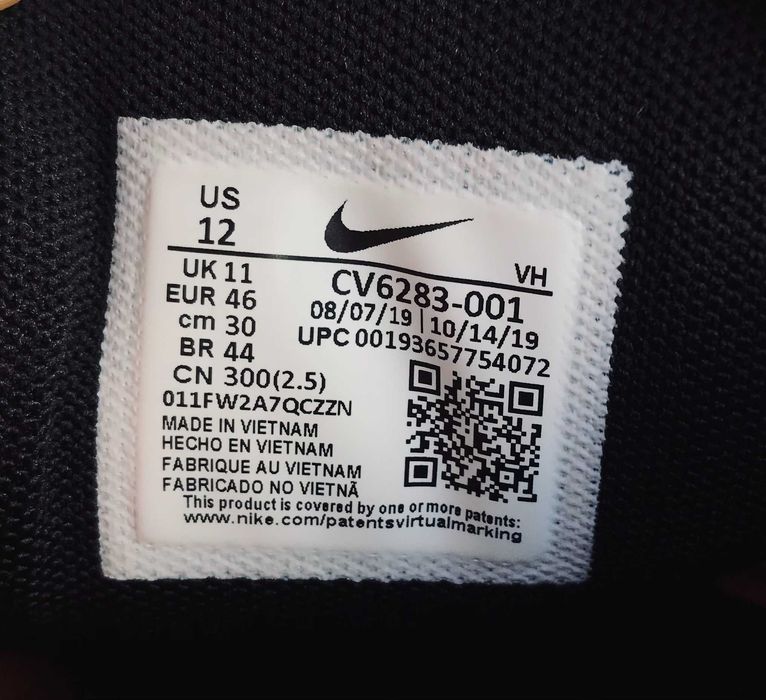 US
12
VH
UK 11
CV6283-001
EUR 46
08/07/19 | 10/14/19
cm 30
UPC 00193657754072
BR 44
CN 300(2.5)
011FW2A7QCZZN
MADE IN VIETNAM
HECHO EN VIETNAM
FABRIQUE AU VIETNAM
FABRICADO NO VIETNÃ
This product is covered by one or more patents:
www.nike.com/patentsvirtualmarking